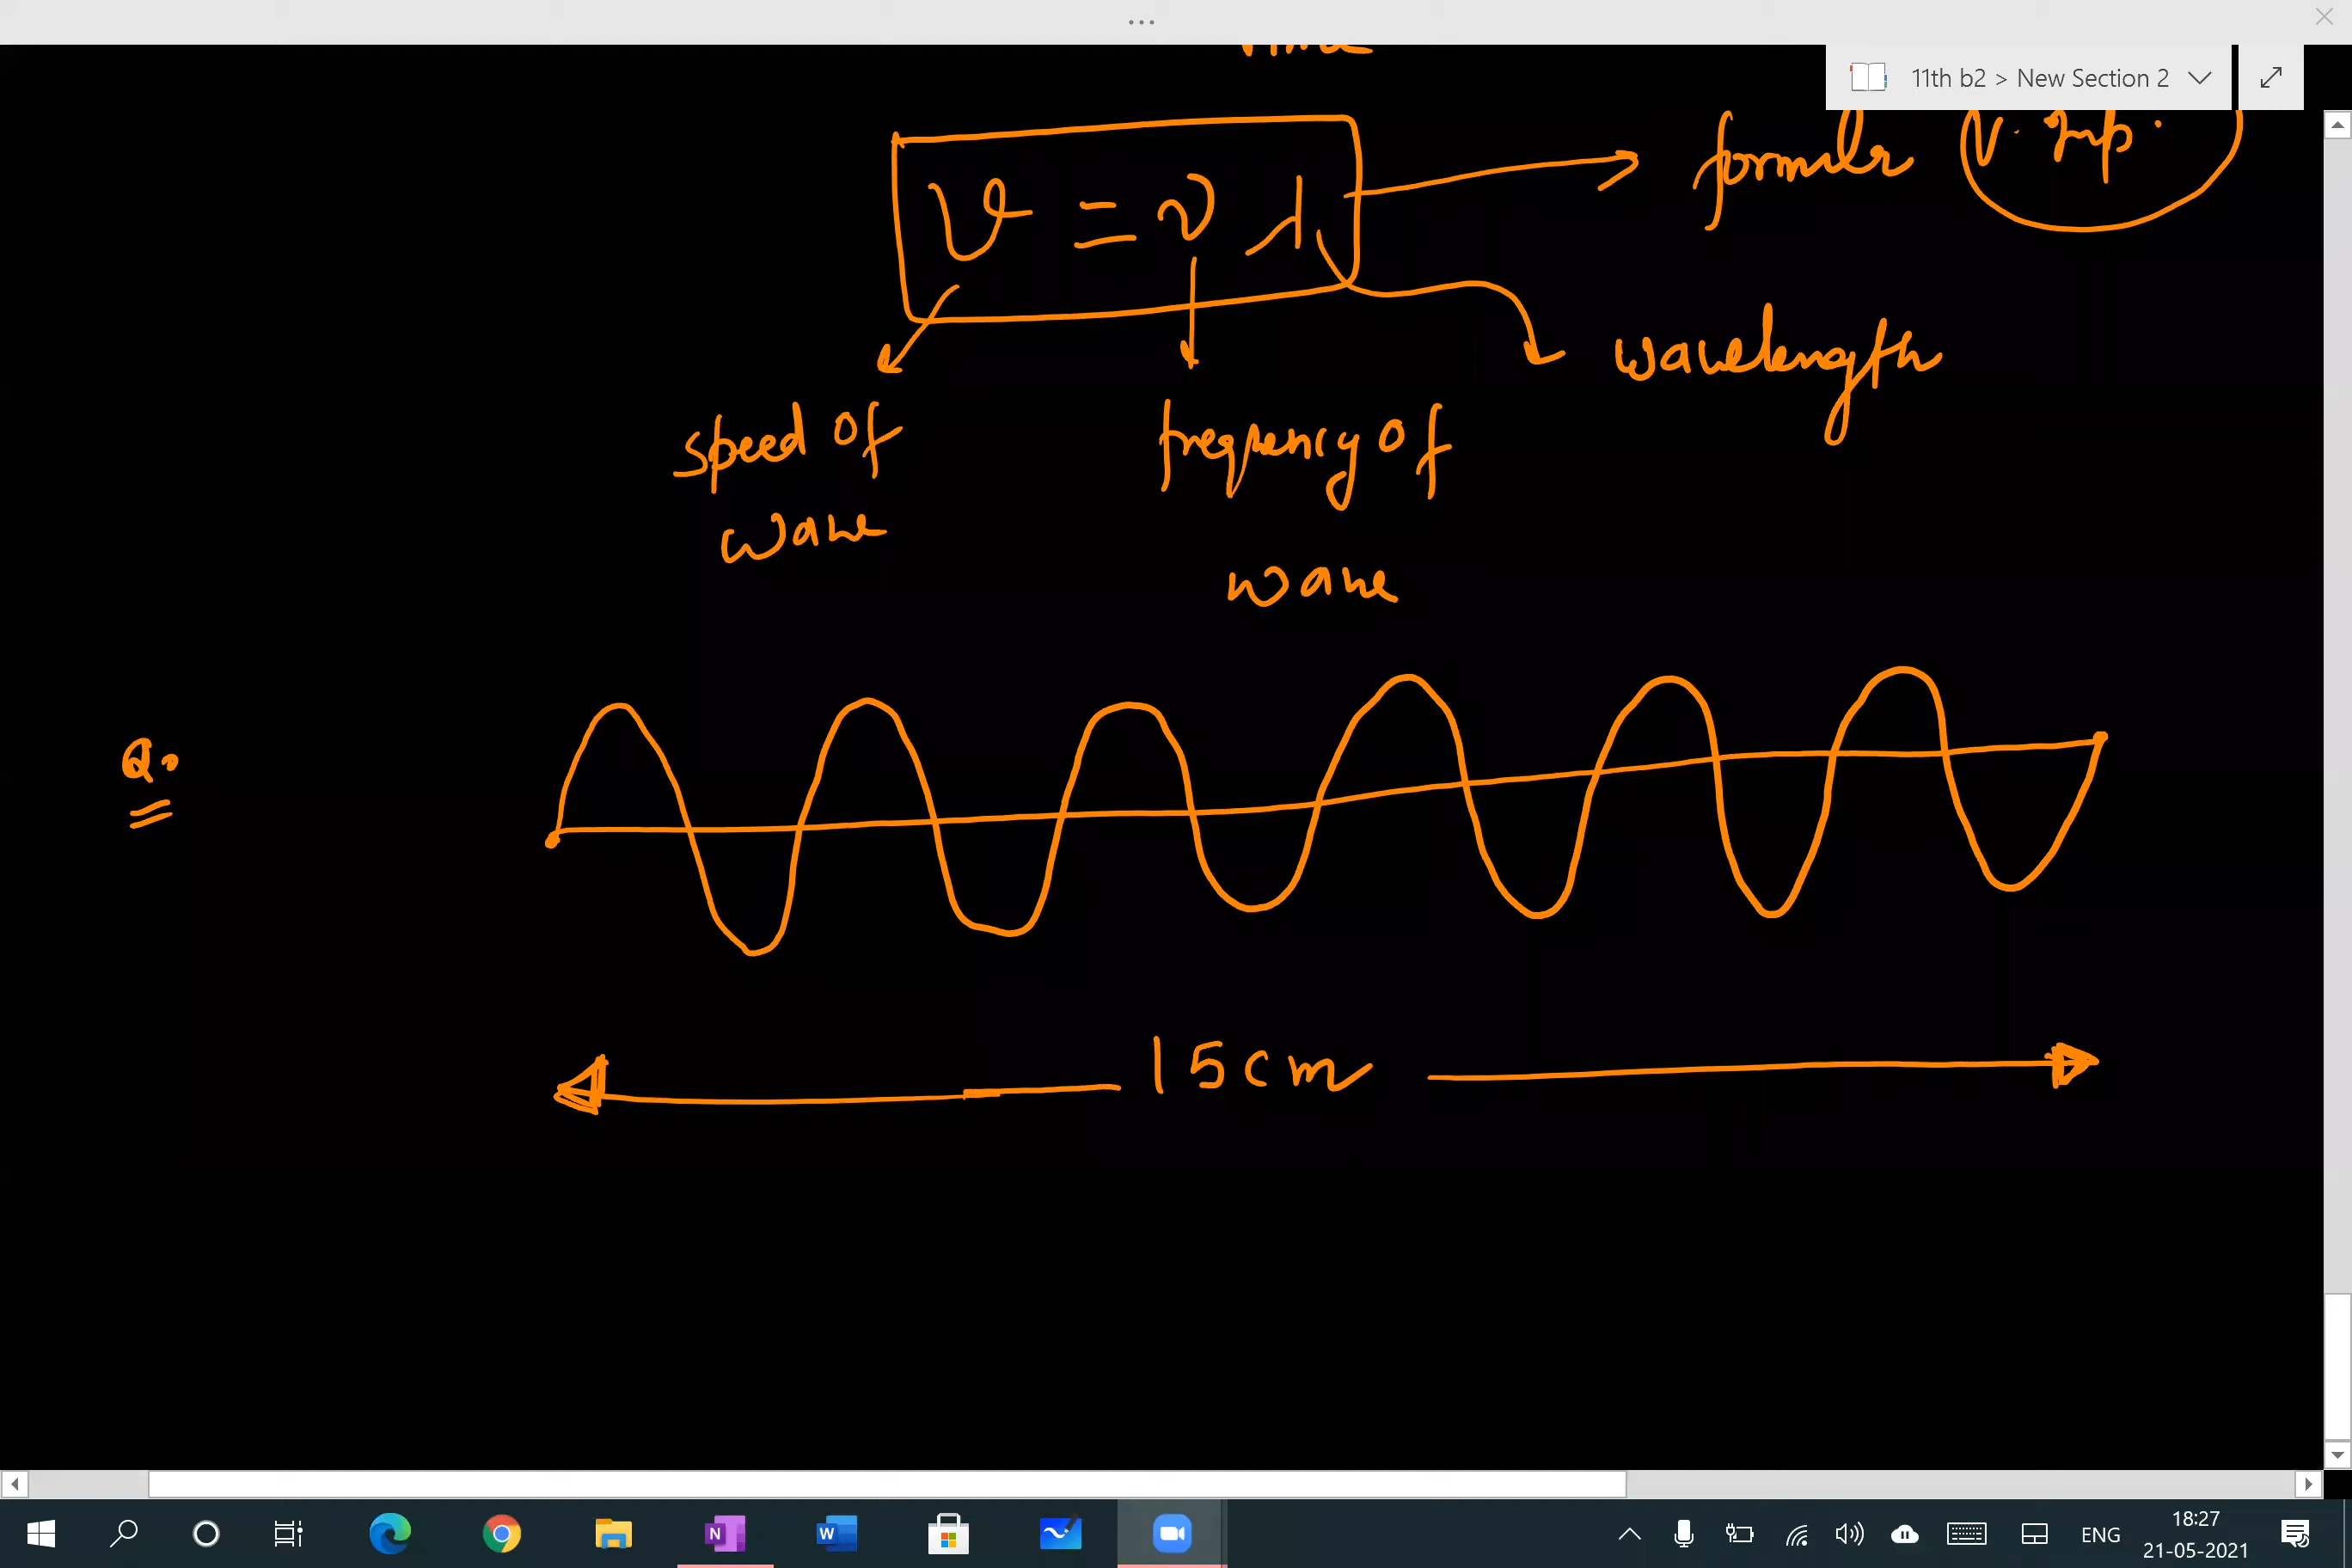 11th b2 > New Section 2
v = ν λ
formula
V. Imp.
wavelength
speed of
wave
frequency of
wave
Q.
15cm
N
W
ENG
18:27
21-05-2021